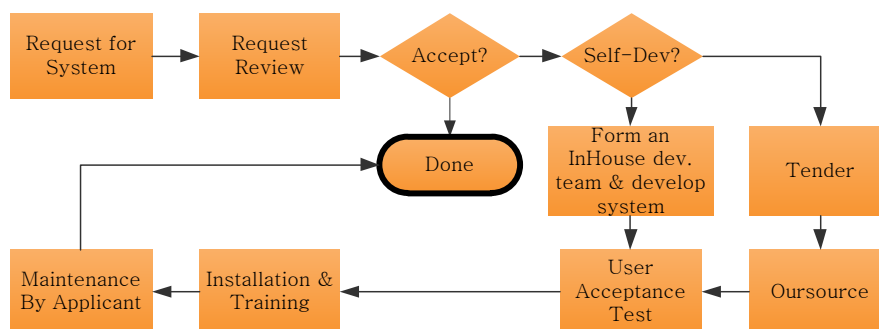 Request for
System
Request
Review
Accept?
Self-Dev?
Form an
InHouse dev.
team & develop
system
Tender
Done
Maintenance
By Applicant
Installation &
Training
User
Acceptance
Test
Oursource